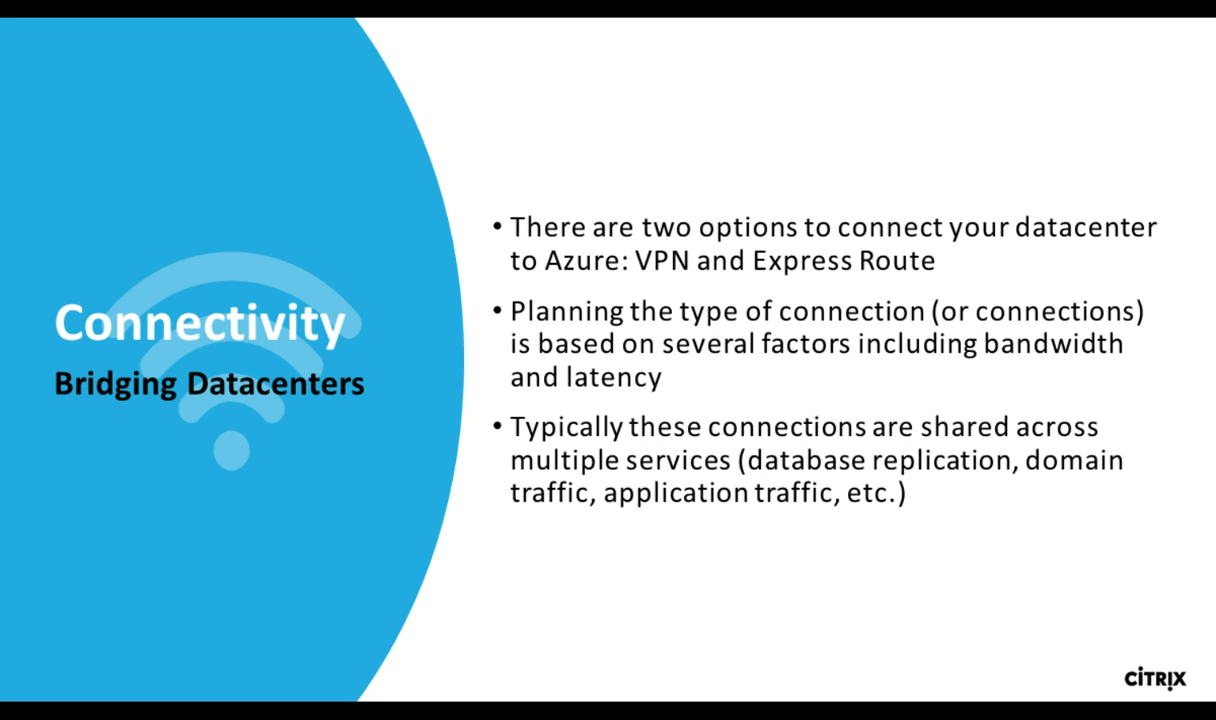 Connectivity
Bridging Datacenters
• There are two options to connect your datacenter
to Azure: VPN and Express Route
• Planning the type of connection (or connections)
is based on several factors including bandwidth
and latency
• Typically these connections are shared across
multiple services (database replication, domain
traffic, application traffic, etc.)
CITRIX